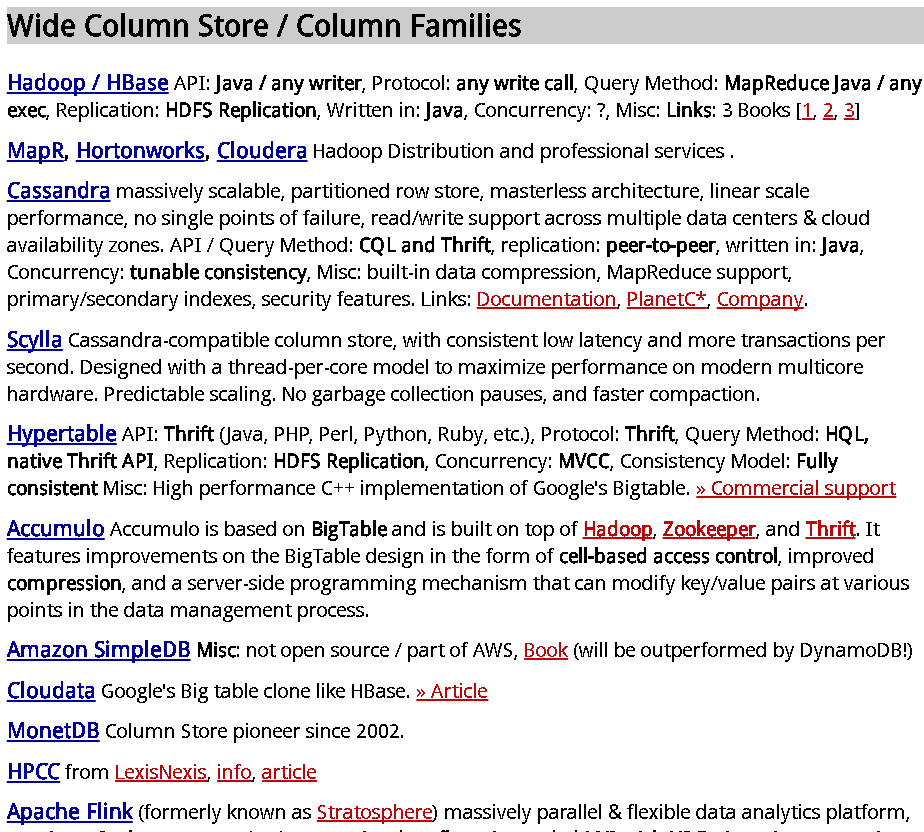 Wide Column Store / Column Families
Hadoop / HBase API: Java / any writer, Protocol: any write call, Query Method: MapReduce Java / any
exec, Replication: HDFS Replication, Written in: Java, Concurrency: ?, Misc: Links: 3 Books [1, 2, 3]
MapR, Hortonworks, Cloudera Hadoop Distribution and professional services .
Cassandra massively scalable, partitioned row store, masterless architecture, linear scale
performance, no single points of failure, read/write support across multiple data centers & cloud
availability zones. API / Query Method: CQL and Thrift, replication: peer-to-peer, written in: Java,
Concurrency: tunable consistency, Misc: built-in data compression, MapReduce support,
primary/secondary indexes, security features. Links: Documentation, PlanetC*, Company.
Scylla Cassandra-compatible column store, with consistent low latency and more transactions per
second. Designed with a thread-per-core model to maximize performance on modern multicore
hardware. Predictable scaling. No garbage collection pauses, and faster compaction.
Hypertable API: Thrift (Java, PHP, Perl, Python, Ruby, etc.), Protocol: Thrift, Query Method: HQL,
native Thrift API, Replication: HDFS Replication, Concurrency: MVCC, Consistency Model: Fully
consistent Misc: High performance C++ implementation of Google's Bigtable. » Commercial support
Accumulo Accumulo is based on BigTable and is built on top of Hadoop, Zookeeper, and Thrift. It
features improvements on the BigTable design in the form of cell-based access control, improved
compression, and a server-side programming mechanism that can modify key/value pairs at various
points in the data management process.
Amazon SimpleDB Misc: not open source / part of AWS, Book (will be outperformed by DynamoDB!)
Cloudata Google's Big table clone like HBase. » Article
MonetDB Column Store pioneer since 2002.
HPCC from LexisNexis, info, article
Apache Flink (formerly known as Stratosphere) massively parallel & flexible data analytics platform,